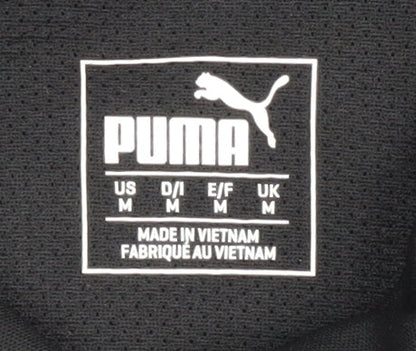 PUMA
US D/I E/F UK
M M M M
MADE IN VIETNAM
FABRIQUÉ AU VIETNAM